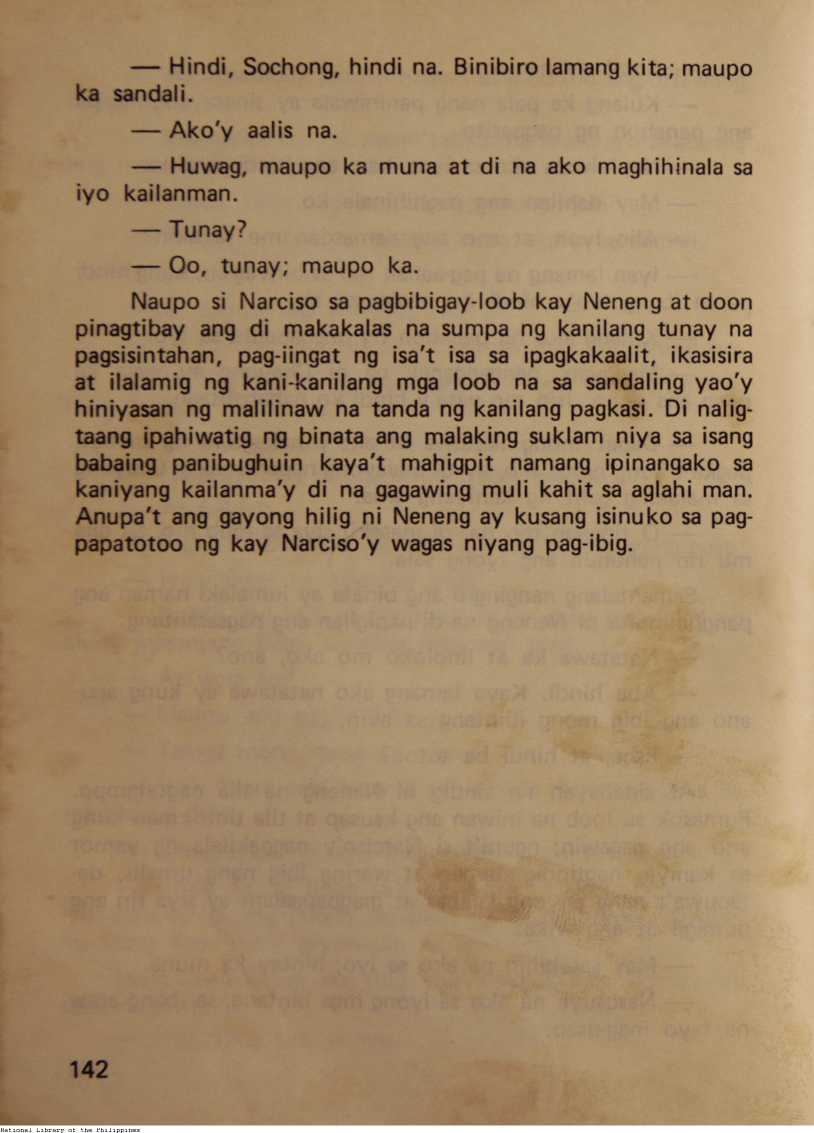 — Hindi, Sochong, hindi na. Binibiro lamang kita; maupo
ka sandali.
— Ako'y aalis na.
— Huwag, maupo ka muna at di na ako maghihinala sa
iyo kailanman.
— Tunay?
— Oo, tunay; maupo ka.
Naupo si Narciso sa pagbibigay-loob kay Neneng at doon
pinagtibay ang di makakalas na sumpa ng kanilang tunay na
pagsisintahan, pag-iingat ng isa't isa sa ipagkakaalit, ikasisira
at ilalamig ng kani-kanilang mga loob na sa sandaling yao'y
hiniyasan ng malilinaw na tanda ng kanilang pagkasi. Di nalig-
taang ipahiwatig ng binata ang malaking suklam niya sa isang
babaing panibughuin kaya't mahigpit namang ipinangako sa
kaniyang kailanma'y di na gagawing muli kahit sa aglahi man.
Anupa't ang gayong hilig ni Neneng ay kusang isinuko sa pag-
papatotoo ng kay Narciso'y wagas niyang pag-ibig.
142
National Library of the Philippines